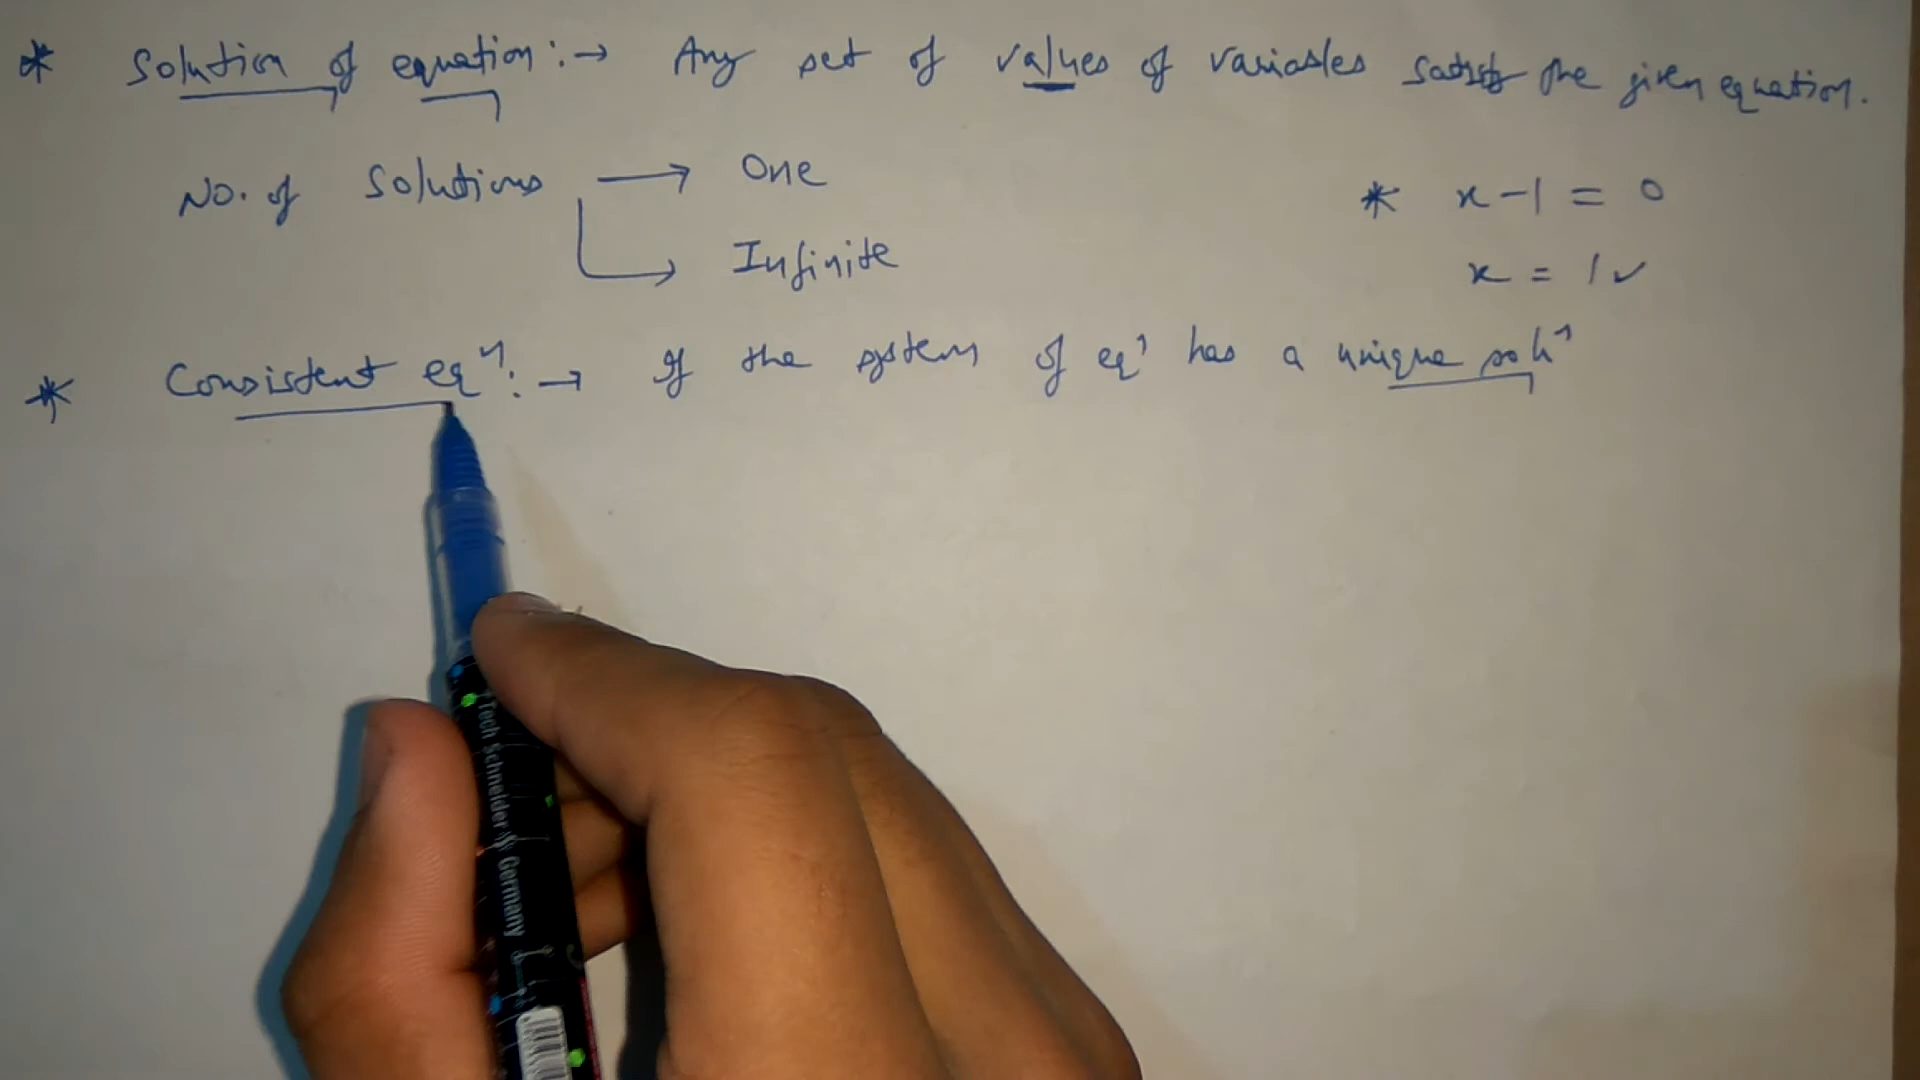 * Solution of equation :→ Any set of values of variables satisfy the given equation.
No. of Solutions → One
→ Infinite
* x - 1 = 0
x = 1 ✓
* Consistent eqⁿ :→ If the system of eqⁿ has a unique solⁿ
Tech Schneider Germany